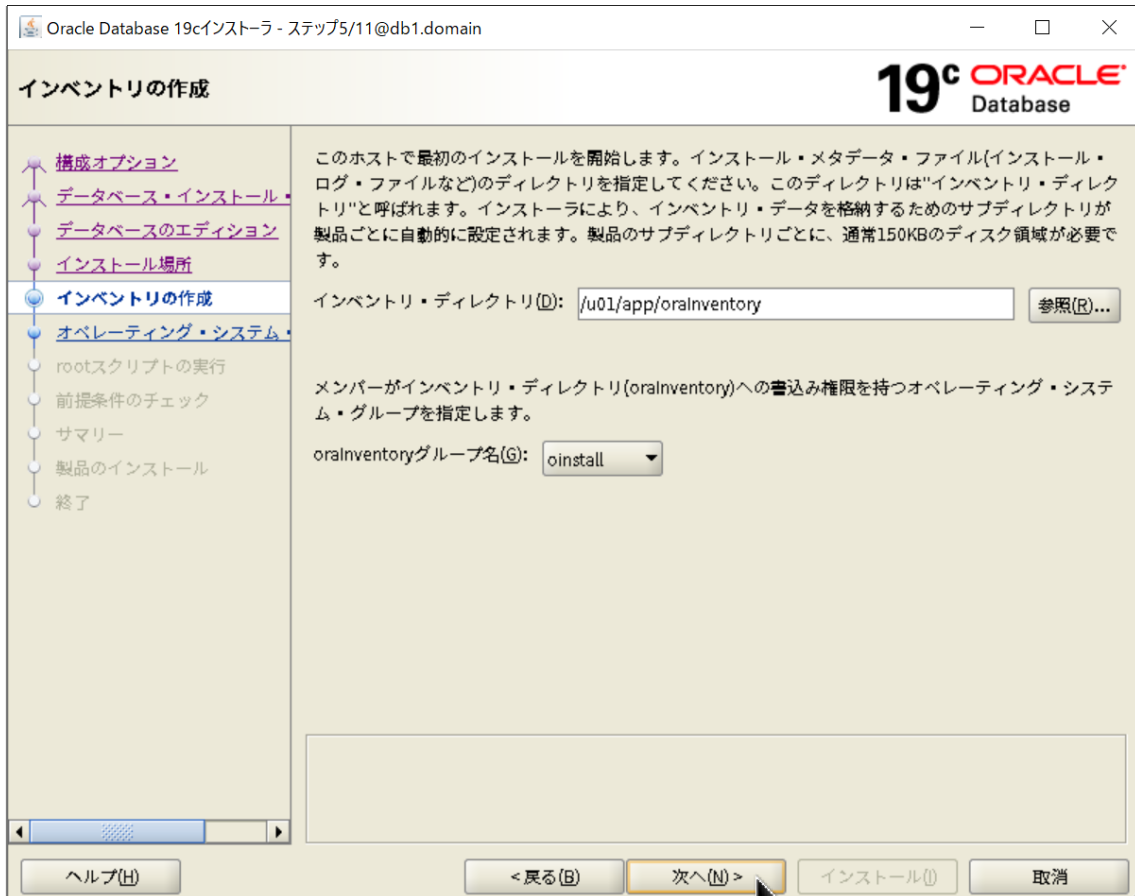 Oracle Database 19cインストーラ - ステップ5/11@db1.domain
インベントリの作成
19c ORACLE
Database
構成オプション
データベース・インストール・
データベースのエディション
インストール場所
インベントリの作成
オペレーティング・システム・
rootスクリプトの実行
前提条件のチェック
サマリー
製品のインストール
終了
このホストで最初のインストールを開始します。インストール・メタデータ・ファイル(インストール・
ログ・ファイルなど)のディレクトリを指定してください。このディレクトリは"インベントリ・ディレク
トリ"と呼ばれます。インストーラにより、インベントリ・データを格納するためのサブディレクトリが
製品ごとに自動的に設定されます。製品のサブディレクトリごとに、通常150KBのディスク領域が必要で
す。
インベントリ・ディレクトリ(D): /u01/app/oraInventory 参照(R)...
メンバーがインベントリ・ディレクトリ(oraInventory)への書込み権限を持つオペレーティング・システ
ム・グループを指定します。
oraInventoryグループ名(G): oinstall
ヘルプ(H) <戻る(B) 次へ(N)> インストール(I) 取消